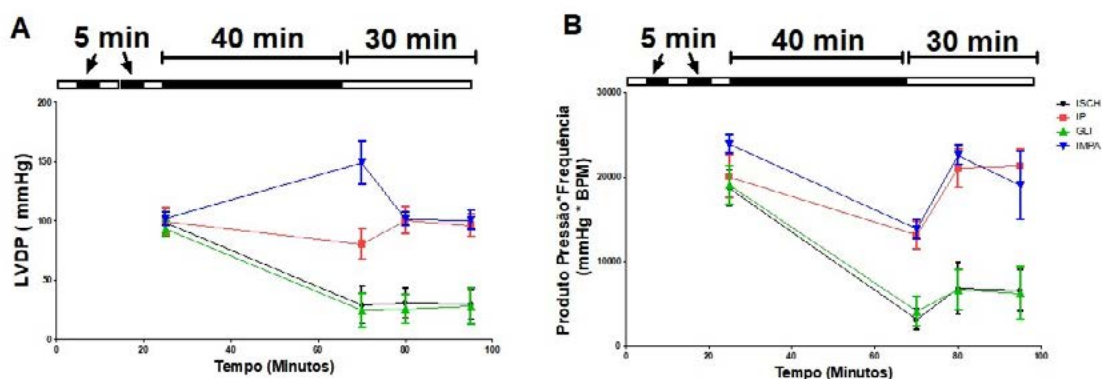 A
5 min
40 min
30 min
LVDP ( mmHg)
200
150
100
50
0
0
20
40
60
80
100
Tempo (Minutos)
B
5 min
40 min
30 min
Produto Pressão*Frequência
(mmHg * BPM)
30000
20000
10000
0
0
20
40
60
80
100
Tempo (Minutos)
ISCH
IP
GLI
IMPA